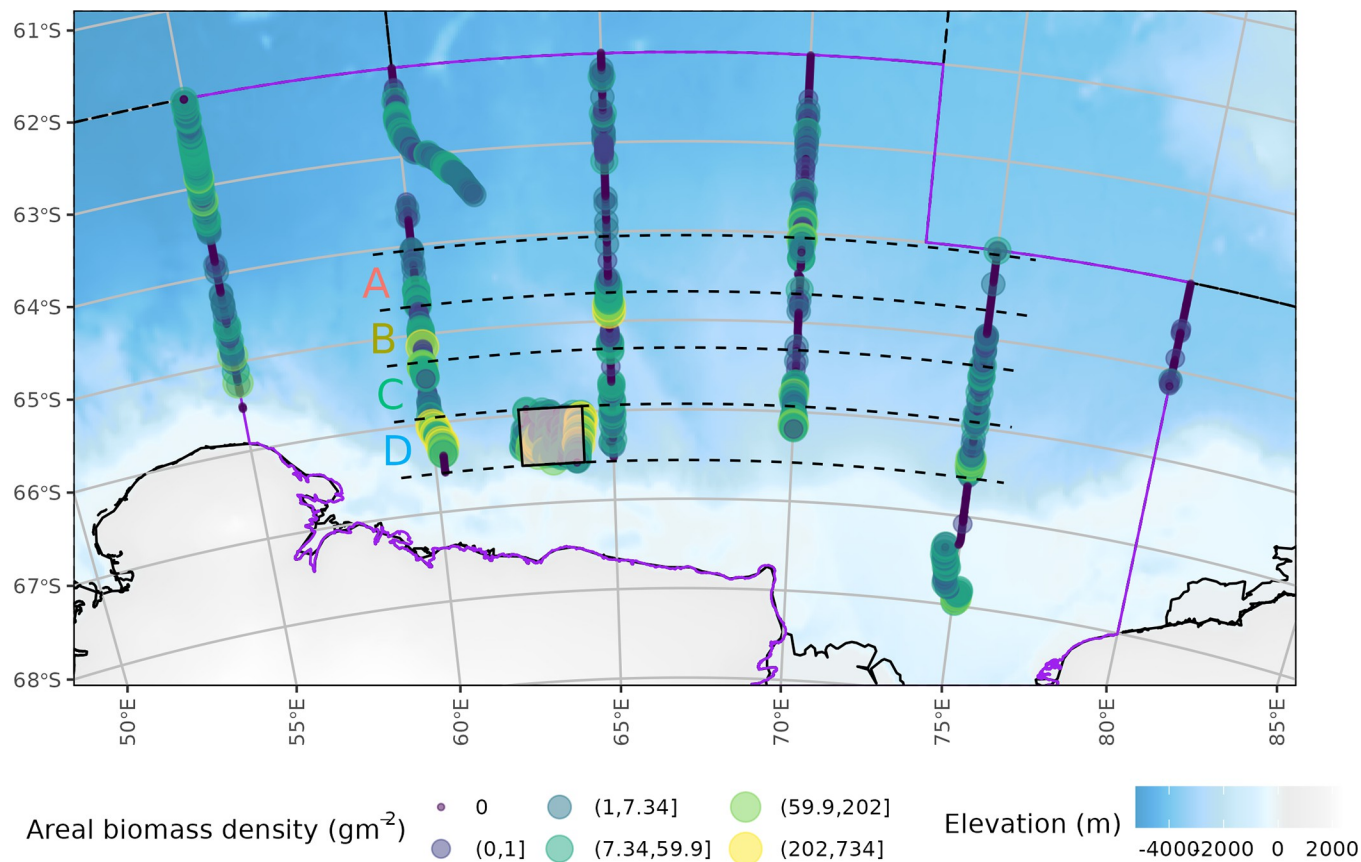 61°S
62°S
63°S
64°S
65°S
66°S
67°S
68°S
A
B
C
D
50°E
55°E
60°E
65°E
70°E
75°E
80°E
85°E
Areal biomass density (gm⁻²)
0
(1,7.34]
(59.9,202]
(0,1]
(7.34,59.9]
(202,734]
Elevation (m)
-4000 -2000 0 2000